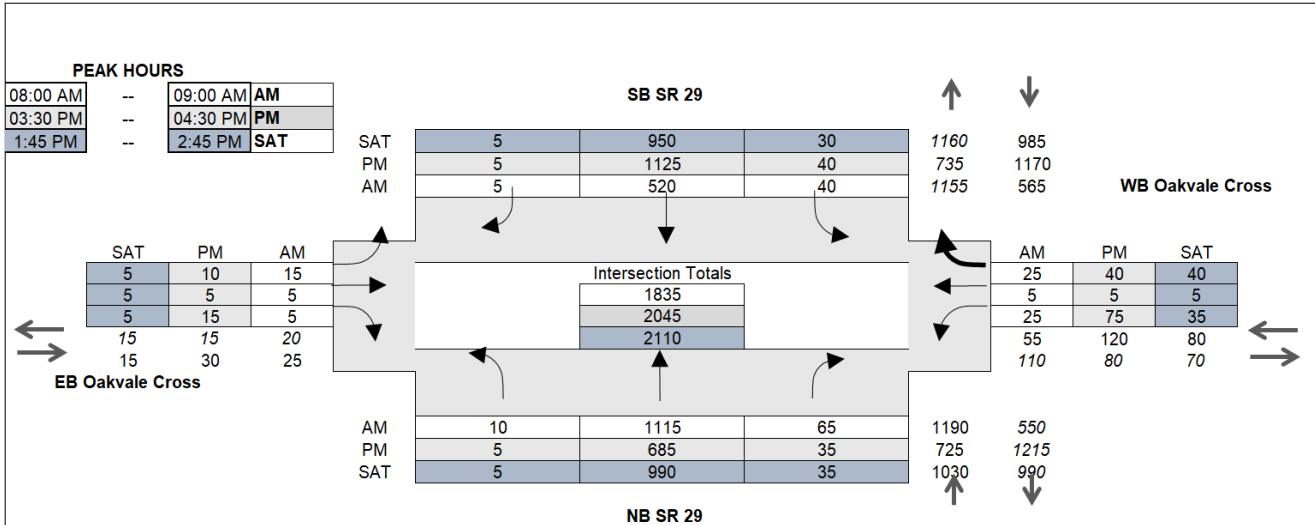 PEAK HOURS
08:00 AM -- 09:00 AM AM
03:30 PM -- 04:30 PM PM
1:45 PM -- 2:45 PM SAT
SB SR 29
SAT 5 950 30 1160 985
PM 5 1125 40 735 1170
AM 5 520 40 1155 565
WB Oakvale Cross
SAT PM AM
5 10 15
5 5 5
5 15 5
15 15 20
15 30 25
EB Oakvale Cross
Intersection Totals
1835
2045
2110
AM PM SAT
25 40 40
5 5 5
25 75 35
55 120 80
110 80 70
AM 10 1115 65 1190 550
PM 5 685 35 725 1215
SAT 5 990 35 1030 990
NB SR 29